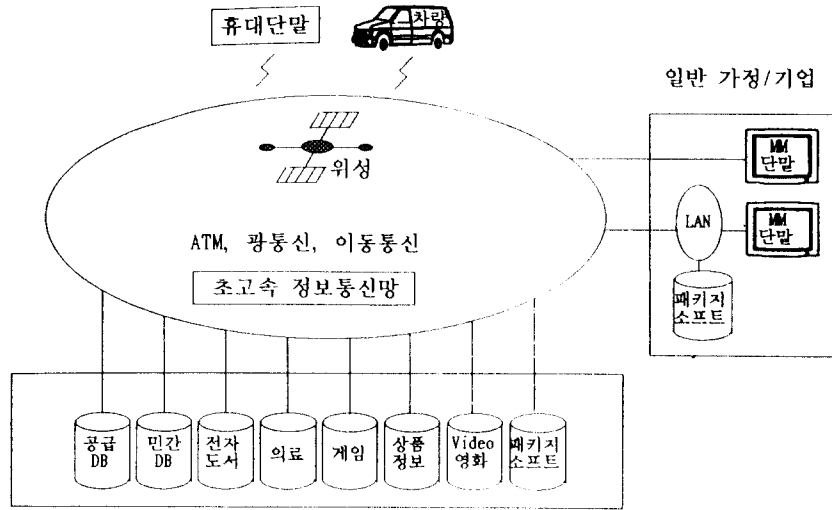 휴대단말
차량
일반 가정/기업
위성
MM
단말
LAN
MM
단말
패키지
소프트
ATM, 광통신, 이동통신
초고속 정보통신망
공급
DB
민간
DB
전자
도서
의료
게임
상품
정보
Video
영화
패키지
소프트